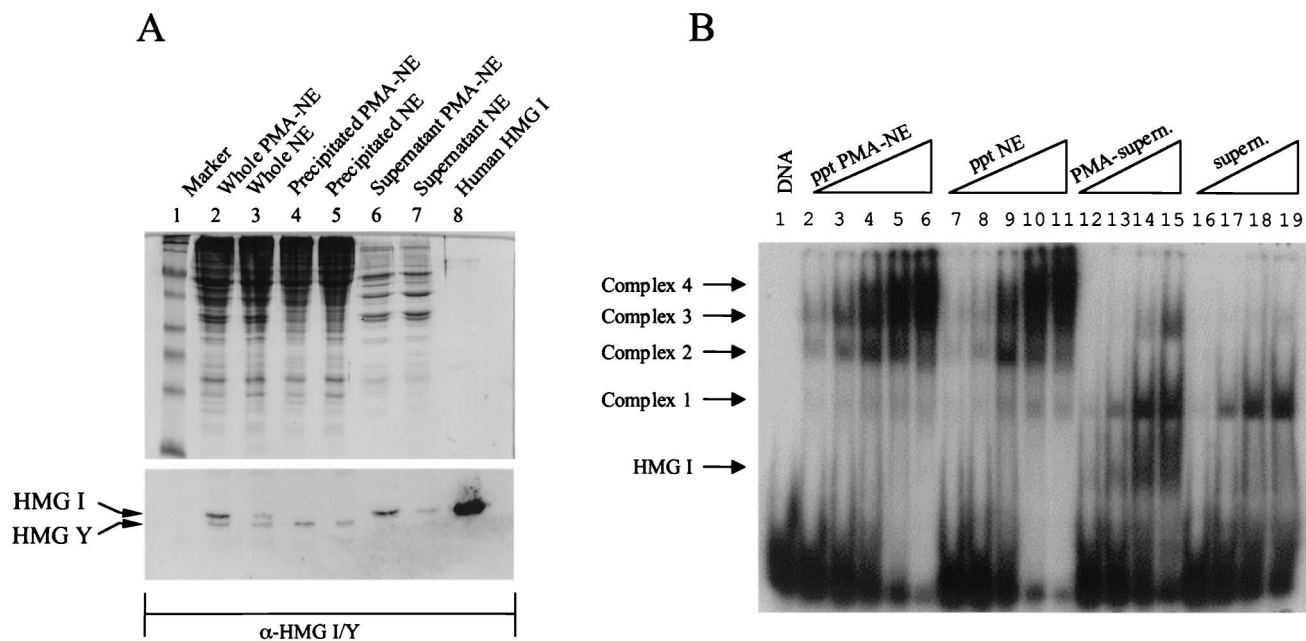 A
Marker
Whole PMA-NE
Whole NE
Precipitated PMA-NE
Precipitated NE
Supernatant PMA-NE
Supernatant NE
Human HMG I
1 2 3 4 5 6 7 8
HMG I
HMG Y
α-HMG I/Y
B
DNA
ppt PMA-NE
ppt NE
PMA-supern.
supern.
1 2 3 4 5 6 7 8 9 10 11 12 13 14 15 16 17 18 19
Complex 4
Complex 3
Complex 2
Complex 1
HMG I